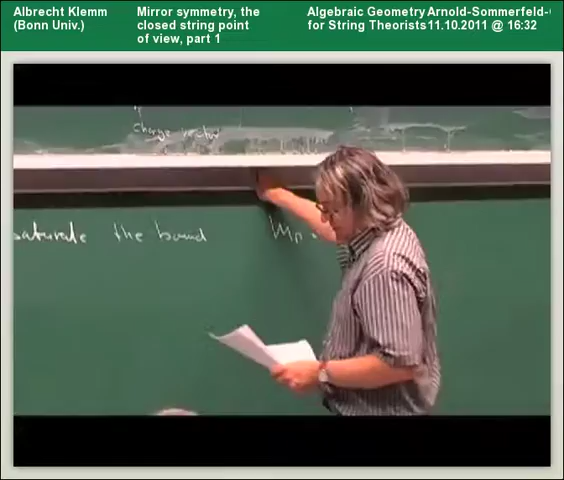 Albrecht Klemm
(Bonn Univ.)
Mirror symmetry, the
closed string point
of view, part 1
Algebraic Geometry
for String Theorists
Arnold-Sommerfeld-
11.10.2011 @ 16:32
charge vector
saturate the bound